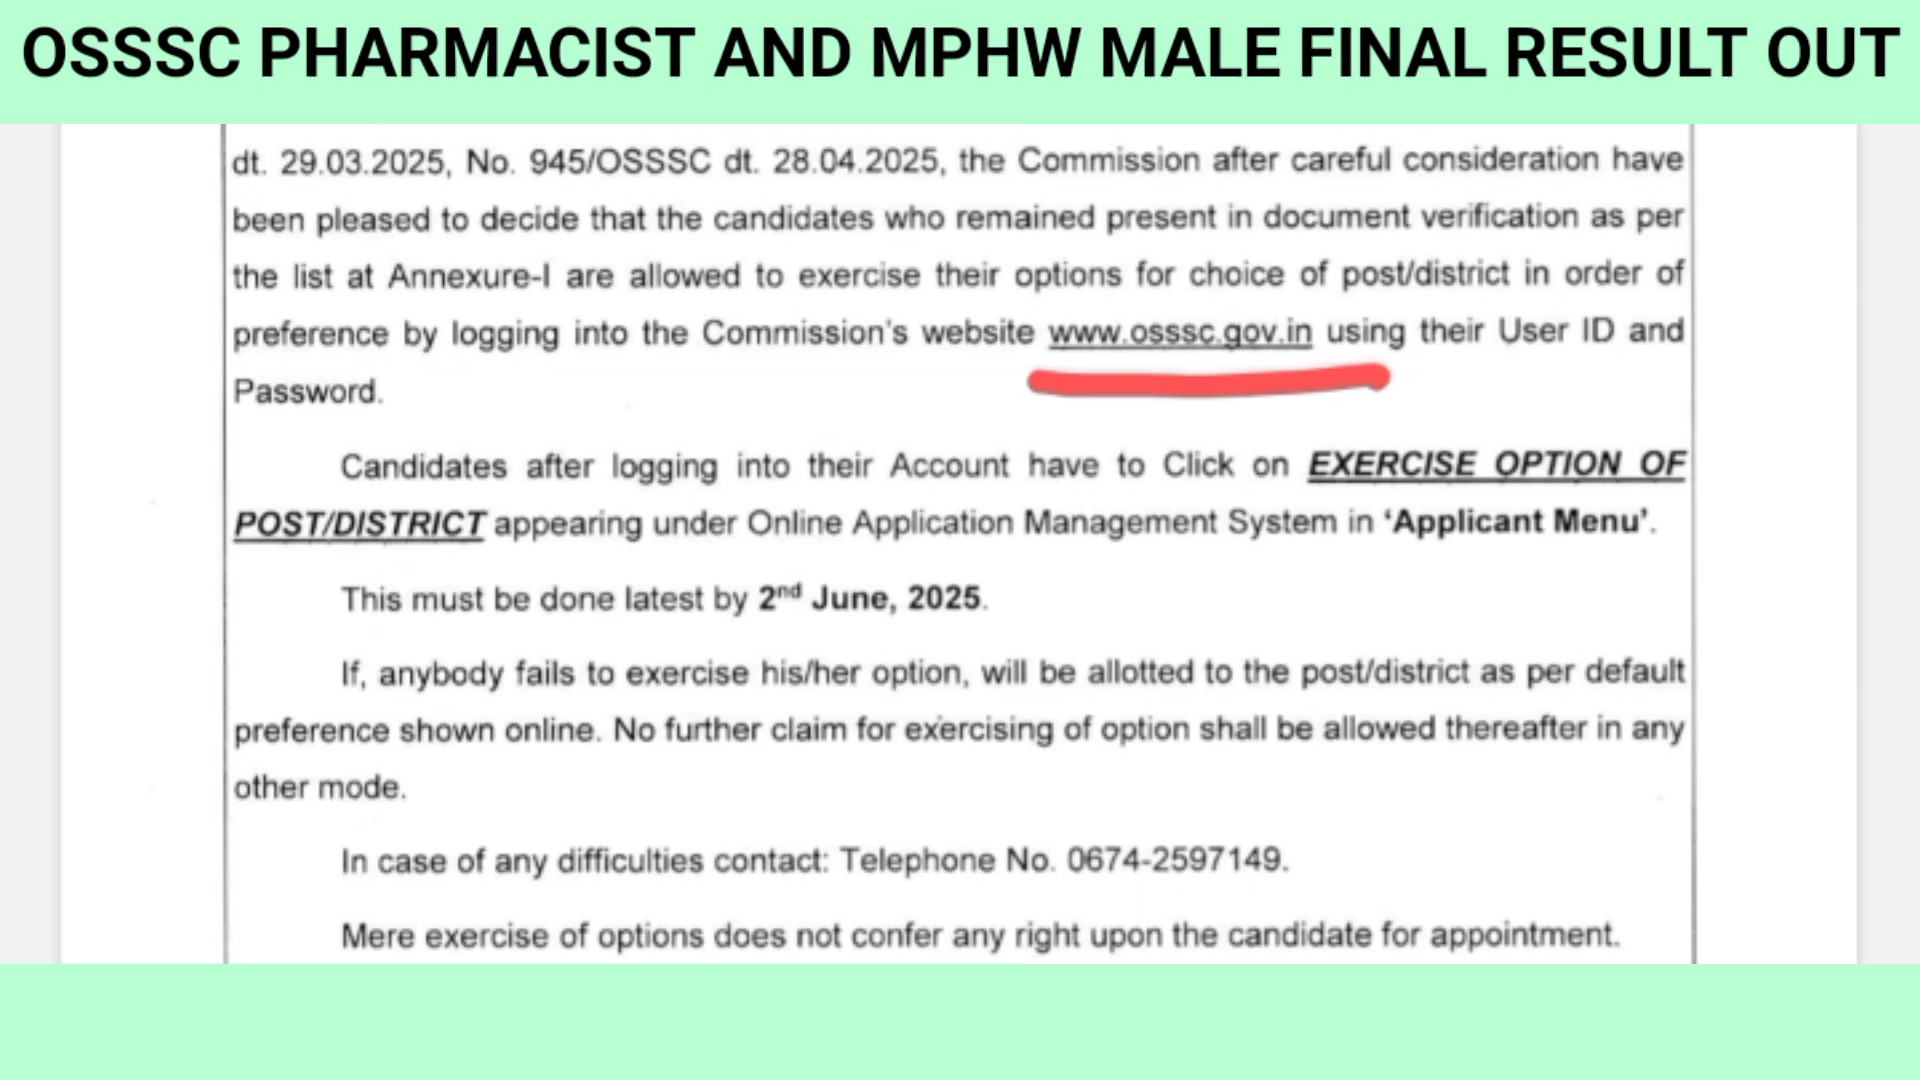 OSSSC PHARMACIST AND MPHW MALE FINAL RESULT OUT
dt. 29.03.2025, No. 945/OSSSC dt. 28.04.2025, the Commission after careful consideration have
been pleased to decide that the candidates who remained present in document verification as per
the list at Annexure-I are allowed to exercise their options for choice of post/district in order of
preference by logging into the Commission's website www.osssc.gov.in using their User ID and
Password.
Candidates after logging into their Account have to Click on EXERCISE OPTION OF
POST/DISTRICT appearing under Online Application Management System in 'Applicant Menu'.
This must be done latest by 2nd June, 2025.
If, anybody fails to exercise his/her option, will be allotted to the post/district as per default
preference shown online. No further claim for exercising of option shall be allowed thereafter in any
other mode.
In case of any difficulties contact: Telephone No. 0674-2597149.
Mere exercise of options does not confer any right upon the candidate for appointment.